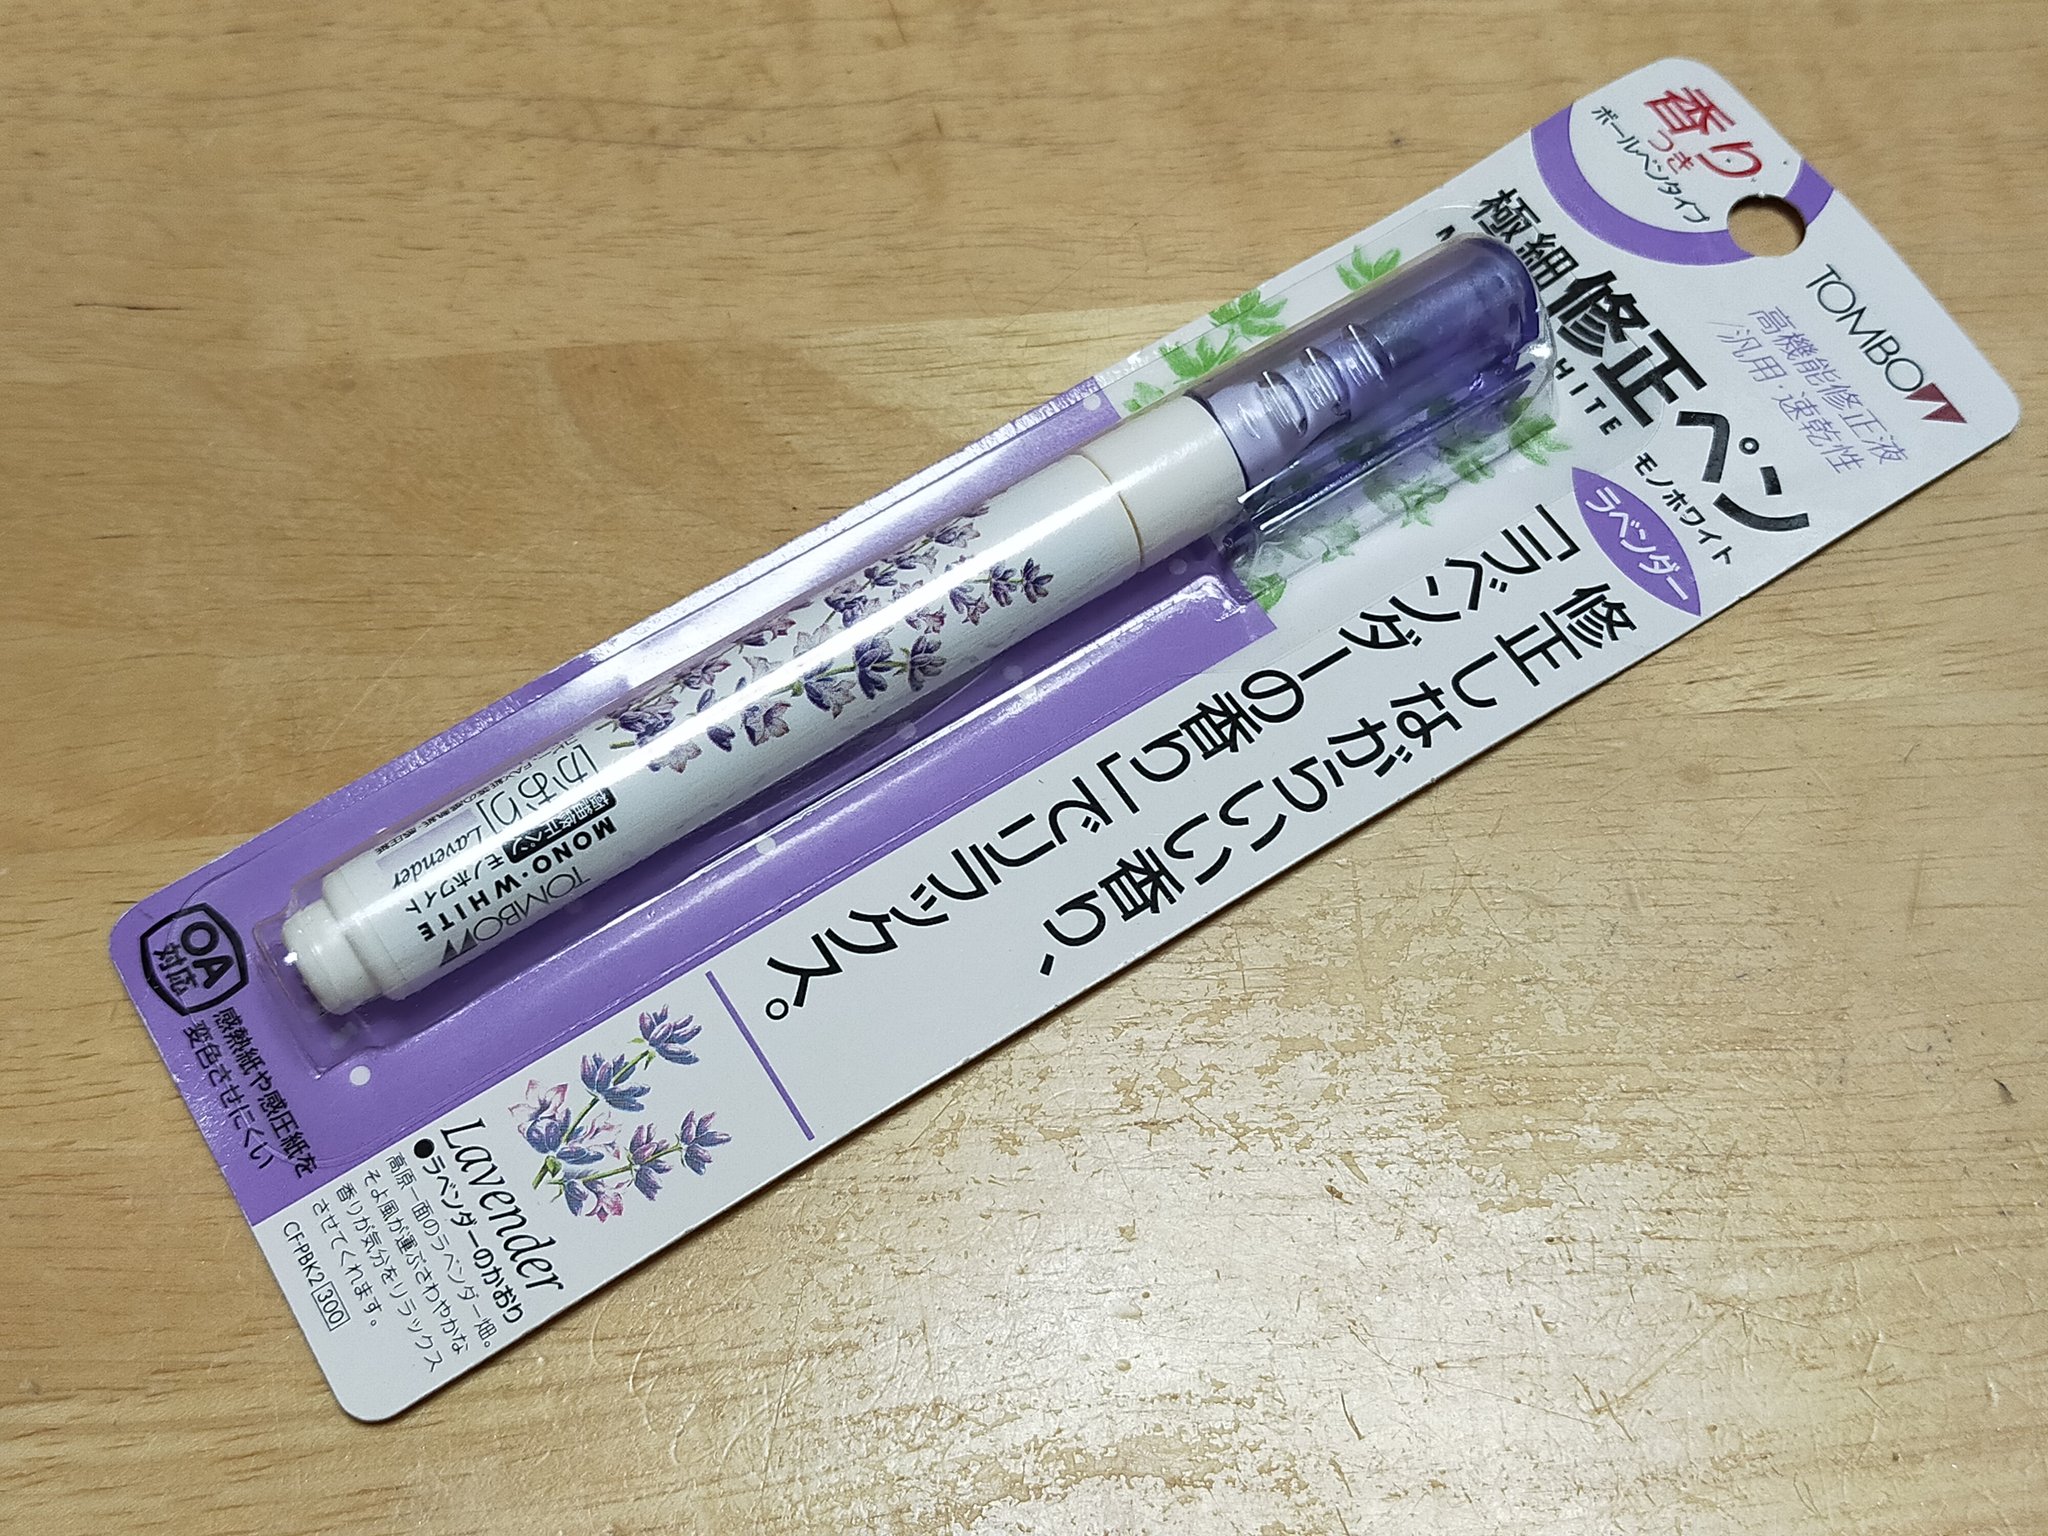 香り
つき
ボールペンタイプ
TOMBO
高機能修正液
汎用・速乾性
極細修正ペン
HITE
モノホワイト
ラベンダー
修正しながらいい香り、
「ラベンダーの香り」でリラックス。
TOMBO
MONO・WHITE
モノホワイト
[かおり]
Lavender
OA
対応
感熱紙や感圧紙を
変色させにくい
Lavender
●ラベンダーのかおり
高原一面のラベンダー畑。
そよ風が運ぶさわやかな
香りが気分をリラックス
させてくれます。
CF-PBK2 300